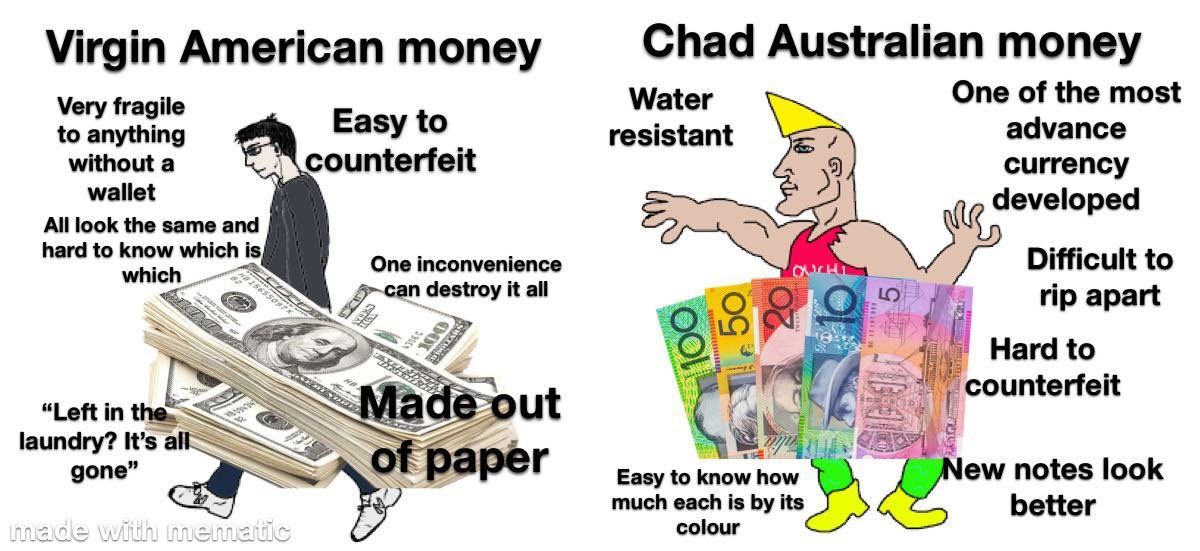 Virgin American money
Very fragile
to anything
without a
wallet
Easy to
counterfeit
All look the same and
hard to know which is
which
One inconvenience
can destroy it all
"Left in the
laundry? It's all
gone"
Made out
of paper
made with mematic
Chad Australian money
Water
resistant
One of the most
advance
currency
developed
Difficult to
rip apart
Hard to
counterfeit
New notes look
better
Easy to know how
much each is by its
colour
OUCH!
100
50
20
10
5
100
100